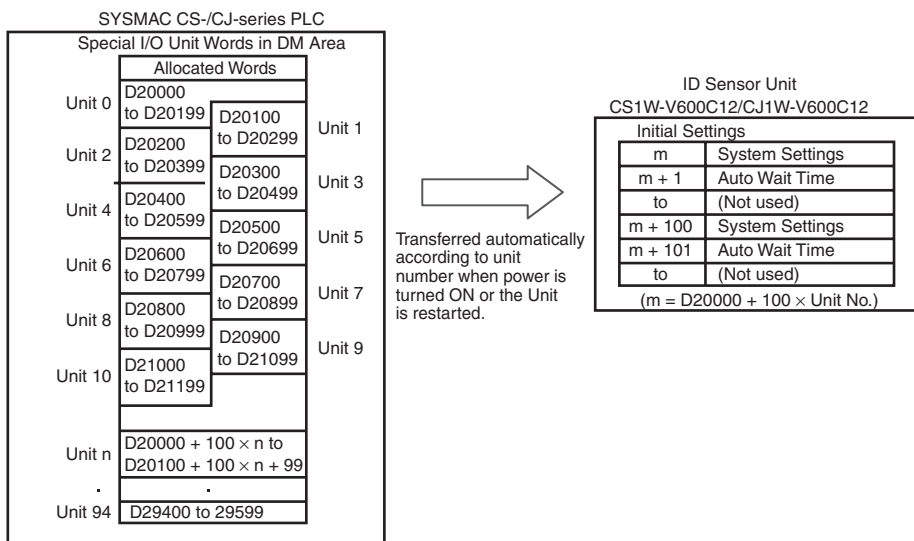 SYSMAC CS-/CJ-series PLC
Special I/O Unit Words in DM Area
Allocated Words
Unit 0
D20000
to D20199
D20100
to D20299
Unit 1
Unit 2
D20200
to D20399
D20300
to D20499
Unit 3
Unit 4
D20400
to D20599
D20500
to D20699
Unit 5
Unit 6
D20600
to D20799
D20700
to D20899
Unit 7
Unit 8
D20800
to D20999
D20900
to D21099
Unit 9
Unit 10
D21000
to D21199
Unit n
D20000 + 100 × n to
D20100 + 100 × n + 99
Unit 94
D29400 to 29599
Transferred automatically
according to unit
number when power is
turned ON or the Unit
is restarted.
ID Sensor Unit
CS1W-V600C12/CJ1W-V600C12
Initial Settings
m System Settings
m + 1 Auto Wait Time
to (Not used)
m + 100 System Settings
m + 101 Auto Wait Time
to (Not used)
(m = D20000 + 100 × Unit No.)